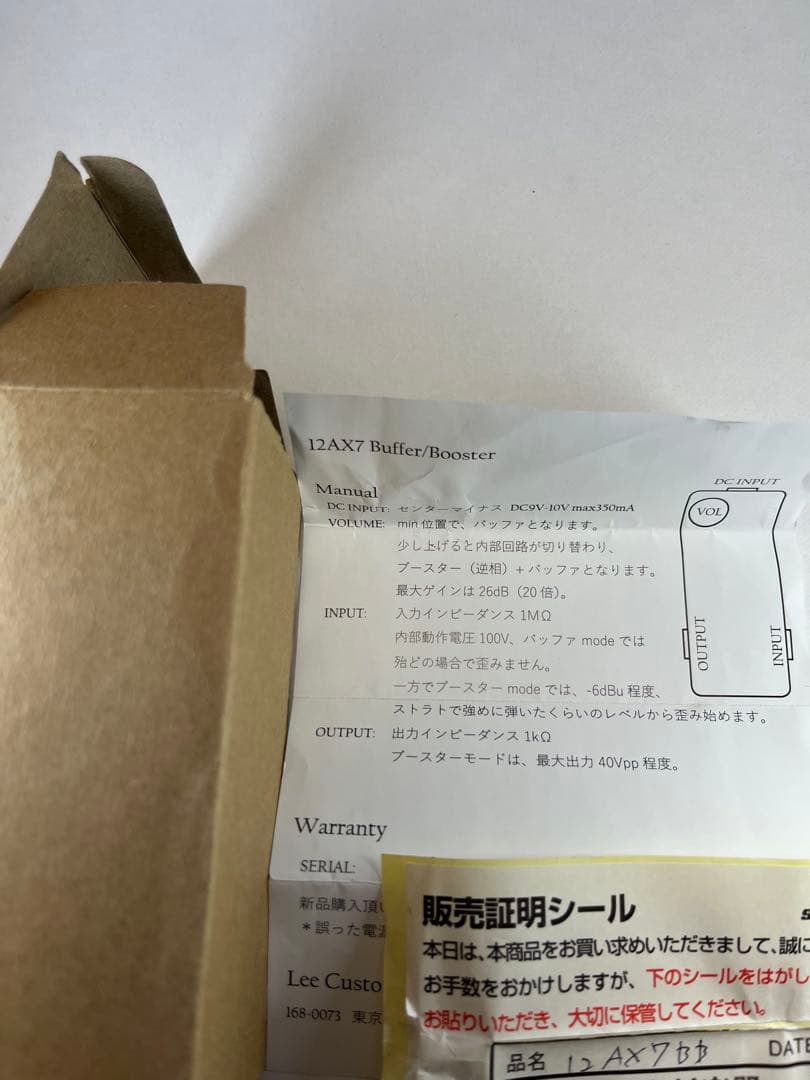 12AX7 Buffer/Booster
Manual
DC INPUT: センターマイナス DC9V-10V max350mA
VOLUME: min 位置で、バッファとなります。
少し上げると内部回路が切り替わり、
ブースター（逆相）+ バッファとなります。
最大ゲインは 26dB（20 倍）。
INPUT: 入力インピーダンス 1MΩ
内部動作電圧 100V、バッファ mode では
殆どの場合で歪みません。
一方でブースター mode では、-6dBu 程度、
ストラトで強めに弾いたくらいのレベルから歪み始めます。
OUTPUT: 出力インピーダンス 1kΩ
ブースターモードは、最大出力 40Vpp 程度。
DC INPUT
VOL
OUTPUT
INPUT
Warranty
SERIAL:
新品購入頂
＊誤った電源
Lee Custo
168-0073 東京
販売証明シール
本日は、本商品をお買い求めいただきまして、誠に
お手数をおかけしますが、下のシールをはがし
お貼りいただき、大切に保管してください。
品名 12AX7BB DATE